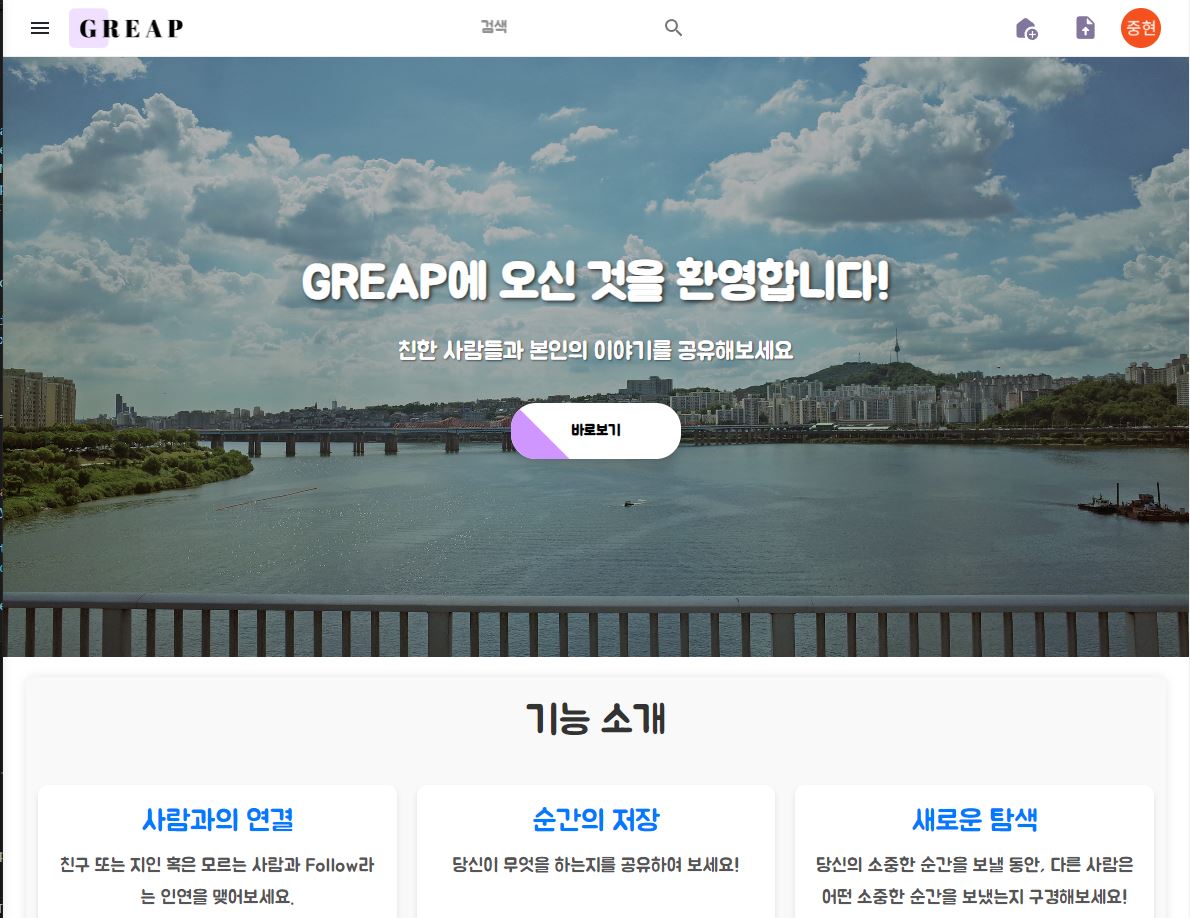 GREAP
검색
중현
GREAP에 오신 것을 환영합니다!
친한 사람들과 본인의 이야기를 공유해보세요
바로보기
기능 소개
사람과의 연결
친구 또는 지인 혹은 모르는 사람과 Follow라
는 인연을 맺어보세요.
순간의 저장
당신이 무엇을 하는지를 공유하여 보세요!
새로운 탐색
당신의 소중한 순간을 보낼 동안, 다른 사람은
어떤 소중한 순간을 보냈는지 구경해보세요!